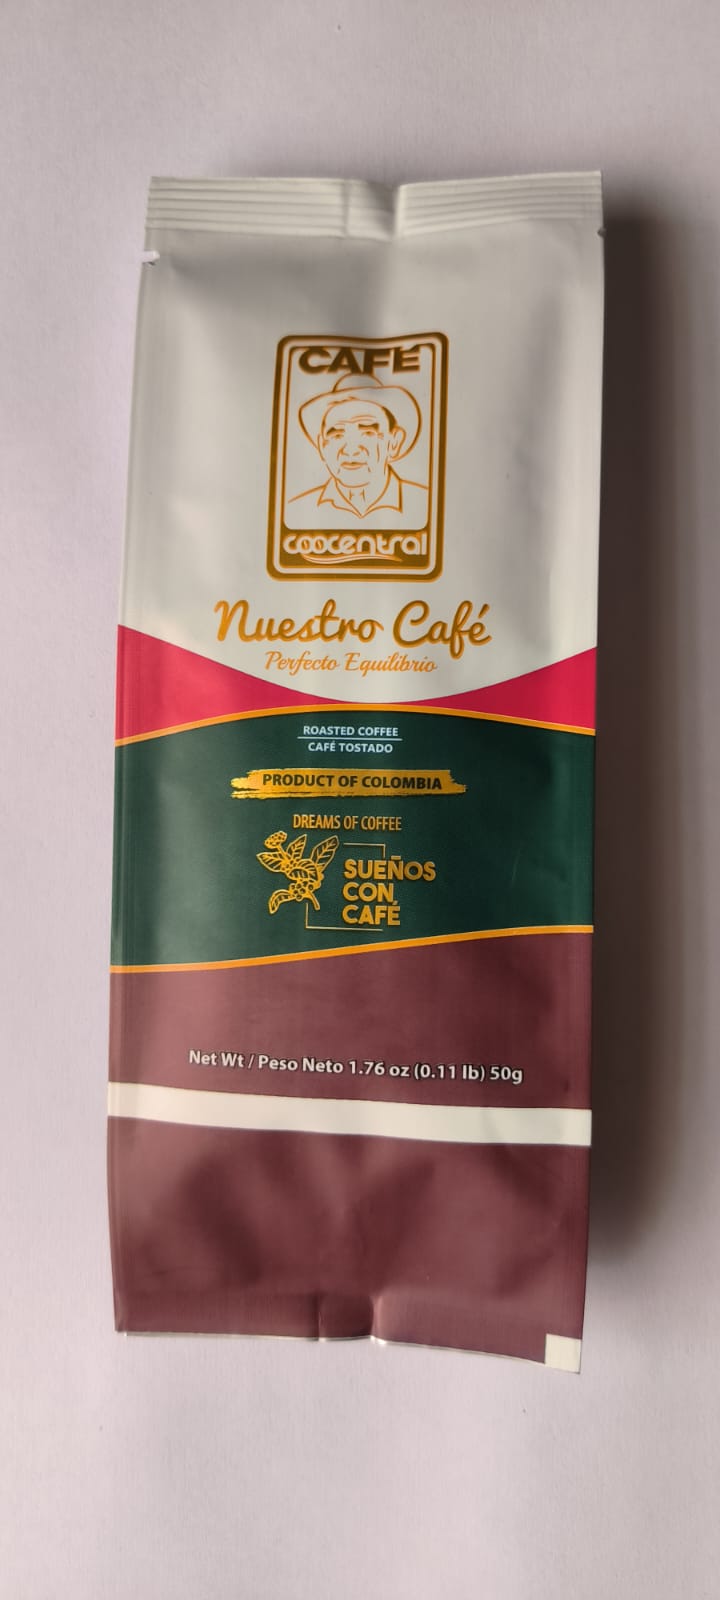 CAFÉ
coocentral
Nuestro Café
Perfecto Equilibrio
ROASTED COFFEE
CAFÉ TOSTADO
PRODUCT OF COLOMBIA
DREAMS OF COFFEE
SUEÑOS
CON
CAFÉ
Net Wt / Peso Neto 1.76 oz (0.11 lb) 50g